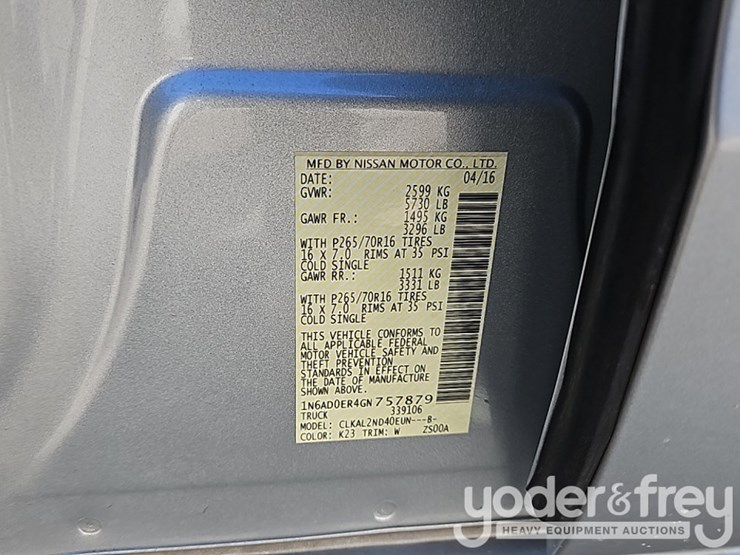 MFD BY NISSAN MOTOR CO., LTD.
DATE: 04/16
GVWR: 2599 KG
5730 LB
GAWR FR.: 1495 KG
3296 LB
WITH P265/70R16 TIRES
16 X 7.0 RIMS AT 35 PSI
COLD SINGLE
GAWR RR.: 1511 KG
3331 LB
WITH P265/70R16 TIRES
16 X 7.0 RIMS AT 35 PSI
COLD SINGLE
THIS VEHICLE CONFORMS TO
ALL APPLICABLE FEDERAL
MOTOR VEHICLE SAFETY AND
THEFT PREVENTION
STANDARDS IN EFFECT ON
THE DATE OF MANUFACTURE
SHOWN ABOVE.
1N6AD0ER4GN757879
TRUCK 339106
MODEL: CLKAL2ND40EUN---B-
COLOR: K23 TRIM: W ZS00A
yoder&frey
HEAVY EQUIPMENT AUCTIONS